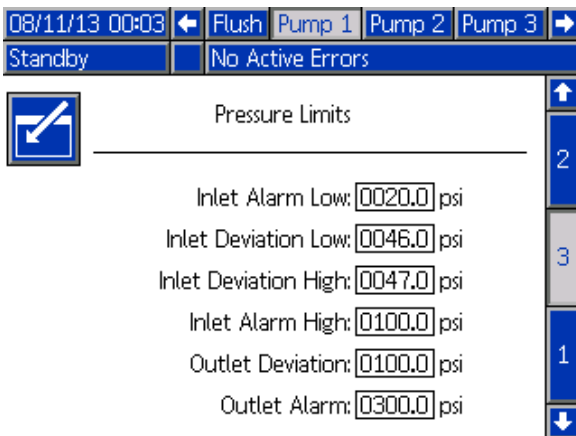 08/11/13 00:03 Flush Pump 1 Pump 2 Pump 3
Standby No Active Errors
Pressure Limits
2
Inlet Alarm Low: 0020.0 psi
Inlet Deviation Low: 0046.0 psi
3
Inlet Deviation High: 0047.0 psi
Inlet Alarm High: 0100.0 psi
1
Outlet Deviation: 0100.0 psi
Outlet Alarm: 0300.0 psi